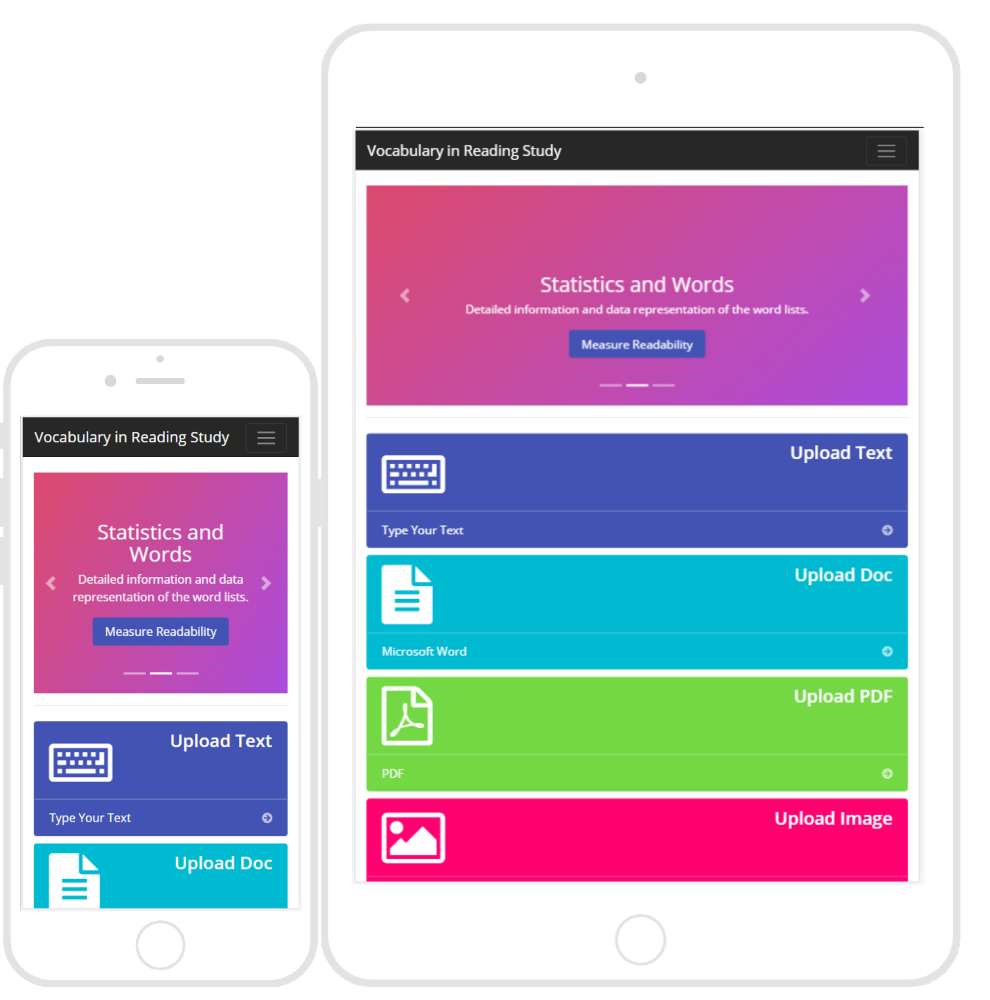 Vocabulary in Reading Study
Statistics and
Words
Detailed information and data
representation of the word lists.
Measure Readability
Upload Text
Type Your Text
Upload Doc
Vocabulary in Reading Study
Statistics and Words
Detailed information and data representation of the word lists.
Measure Readability
Upload Text
Type Your Text
Upload Doc
Microsoft Word
Upload PDF
PDF
Upload Image